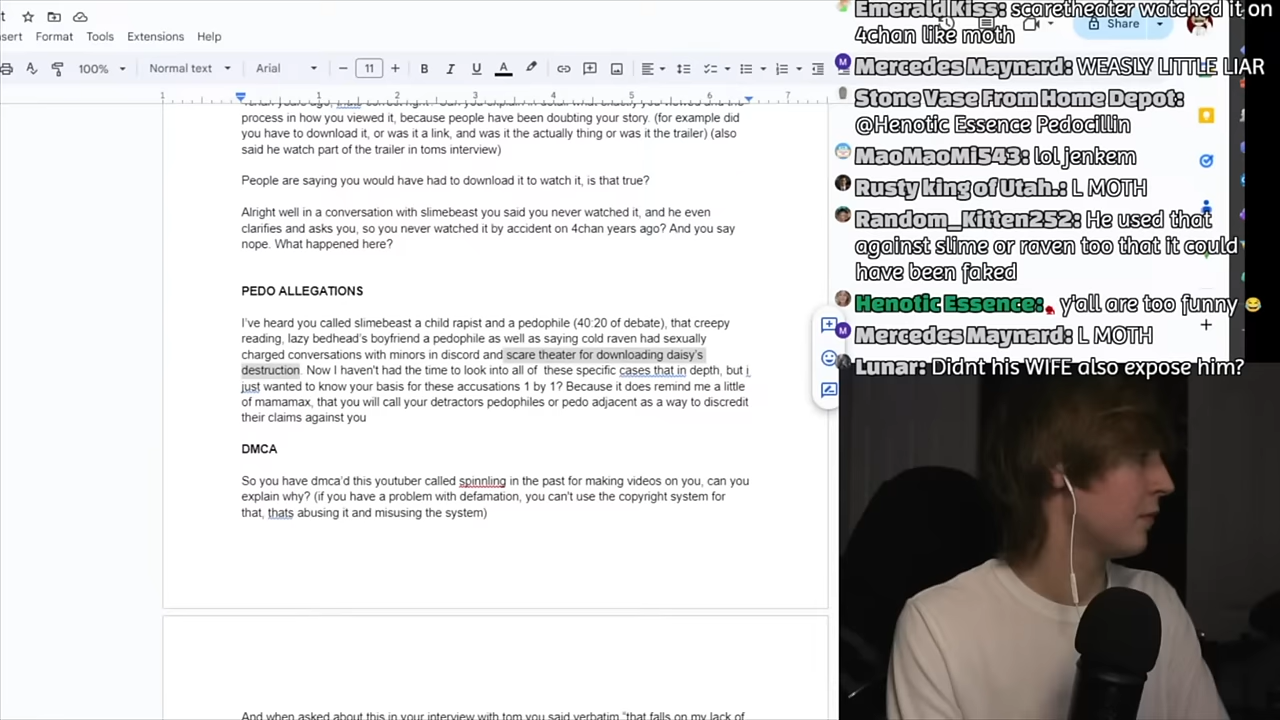 Format Tools Extensions Help
100% Normal text Arial 11 B I U A
Share
1 1 2 3 4 5 6 7
process in how you viewed it, because people have been doubting your story. (for example did
you have to download it, or was it a link, and was it the actually thing or was it the trailer) (also
said he watch part of the trailer in toms interview)
People are saying you would have had to download it to watch it, is that true?
Alright well in a conversation with slimebeast you said you never watched it, and he even
clarifies and asks you, so you never watched it by accident on 4chan years ago? And you say
nope. What happened here?
PEDO ALLEGATIONS
I've heard you called slimebeast a child rapist and a pedophile (40:20 of debate), that creepy
reading, lazy bedhead's boyfriend a pedophile as well as saying cold raven had sexually
charged conversations with minors in discord and scare theater for downloading daisy's
destruction. Now I haven't had the time to look into all of these specific cases that in depth, but i
just wanted to know your basis for these accusations 1 by 1? Because it does remind me a little
of mamamax, that you will call your detractors pedophiles or pedo adjacent as a way to discredit
their claims against you
DMCA
So you have dmca'd this youtuber called spinnling in the past for making videos on you, can you
explain why? (if you have a problem with defamation, you can't use the copyright system for
that, thats abusing it and misusing the system)
And when asked about this in your interview with tom you said verbatim "that falls on my lack of
Emerald Kiss: scaretheater watched it on
4chan like moth
Mercedes Maynard: WEASLY LITTLE LIAR
Stone Vase From Home Depot:
@Henotic Essence Pedocillin
MaoMaoMi543: lol jenkem
Rusty king of Utah.: L MOTH
Random_Kitten252: He used that
against slime or raven too that it could
have been faked
Henotic Essence: y'all are too funny
Mercedes Maynard: L MOTH
Lunar: Didnt his WIFE also expose him?